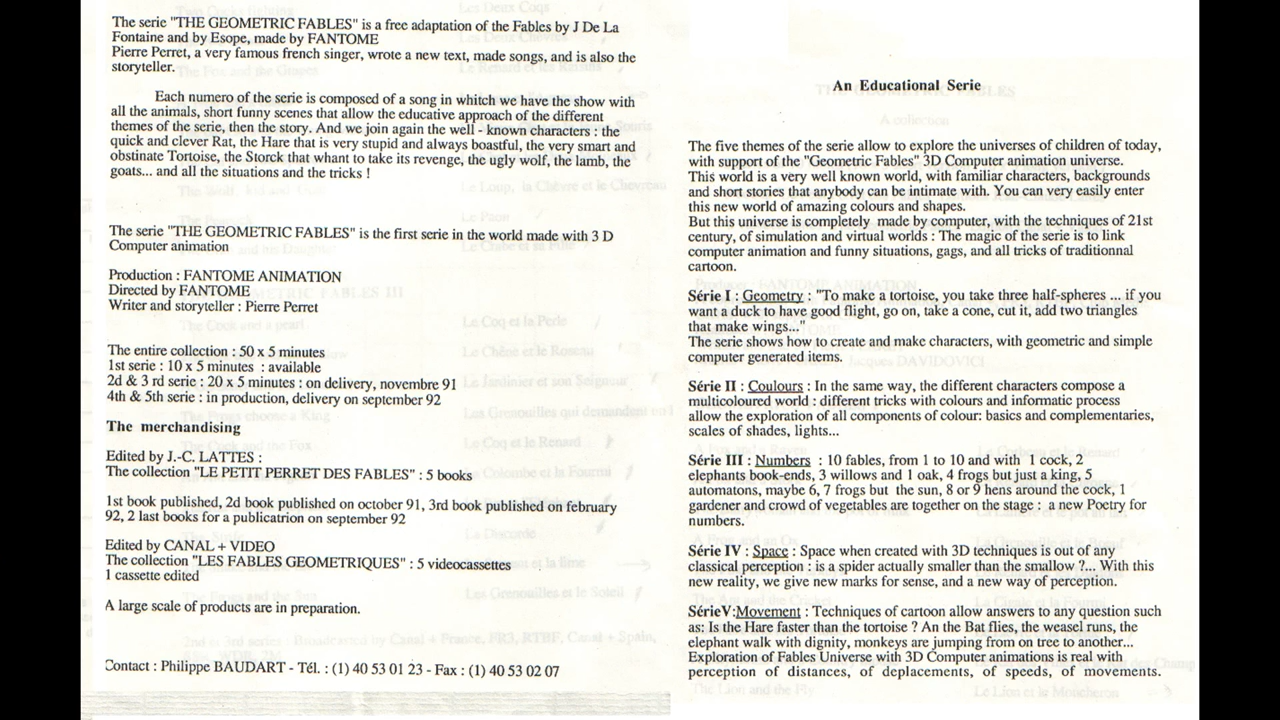 The serie "THE GEOMETRIC FABLES" is a free adaptation of the Fables by J De La
Fontaine and by Esope, made by FANTOME
Pierre Perret, a very famous french singer, wrote a new text, made songs, and is also the
storyteller.
Each numero of the serie is composed of a song in whitch we have the show with
all the animals, short funny scenes that allow the educative approach of the different
themes of the serie, then the story. And we join again the well - known characters : the
quick and clever Rat, the Hare that is very stupid and always boastful, the very smart and
obstinate Tortoise, the Storck that whant to take its revenge, the ugly wolf, the lamb, the
goats... and all the situations and the tricks !
The serie "THE GEOMETRIC FABLES" is the first serie in the world made with 3 D
Computer animation
Production : FANTOME ANIMATION
Directed by FANTOME
Writer and storyteller : Pierre Perret
The entire collection : 50 x 5 minutes
1st serie : 10 x 5 minutes : available
2d & 3 rd serie : 20 x 5 minutes : on delivery, novembre 91
4th & 5th serie : in production, delivery on september 92
The merchandising
Edited by J.-C. LATTES :
The collection "LE PETIT PERRET DES FABLES" : 5 books
1st book published, 2d book published on october 91, 3rd book published on february
92, 2 last books for a publicatrion on september 92
Edited by CANAL + VIDEO
The collection "LES FABLES GEOMETRIQUES" : 5 videocassettes
1 cassette edited
A large scale of products are in preparation.
Contact : Philippe BAUDART - Tél. : (1) 40 53 01 23 - Fax : (1) 40 53 02 07
An Educational Serie
The five themes of the serie allow to explore the universes of children of today,
with support of the "Geometric Fables" 3D Computer animation universe.
This world is a very well known world, with familiar characters, backgrounds
and short stories that anybody can be intimate with. You can very easily enter
this new world of amazing colours and shapes.
But this universe is completely made by computer, with the techniques of 21st
century, of simulation and virtual worlds : The magic of the serie is to link
computer animation and funny situations, gags, and all tricks of traditionnal
cartoon.
Série I : Geometry : "To make a tortoise, you take three half-spheres ... if you
want a duck to have good flight, go on, take a cone, cut it, add two triangles
that make wings..."
The serie shows how to create and make characters, with geometric and simple
computer generated items.
Série II : Coulours : In the same way, the different characters compose a
multicoloured world : different tricks with colours and informatic process
allow the exploration of all components of colour: basics and complementaries,
scales of shades, lights...
Série III : Numbers : 10 fables, from 1 to 10 and with 1 cock, 2
elephants book-ends, 3 willows and 1 oak, 4 frogs but just a king, 5
automatons, maybe 6, 7 frogs but the sun, 8 or 9 hens around the cock, 1
gardener and crowd of vegetables are together on the stage : a new Poetry for
numbers.
Série IV : Space : Space when created with 3D techniques is out of any
classical perception : is a spider actually smaller than the smallow ?... With this
new reality, we give new marks for sense, and a new way of perception.
SérieV:Movement : Techniques of cartoon allow answers to any question such
as: Is the Hare faster than the tortoise ? An the Bat flies, the weasel runs, the
elephant walk with dignity, monkeys are jumping from on tree to another...
Exploration of Fables Universe with 3D Computer animations is real with
perception of distances, of deplacements, of speeds, of movements.